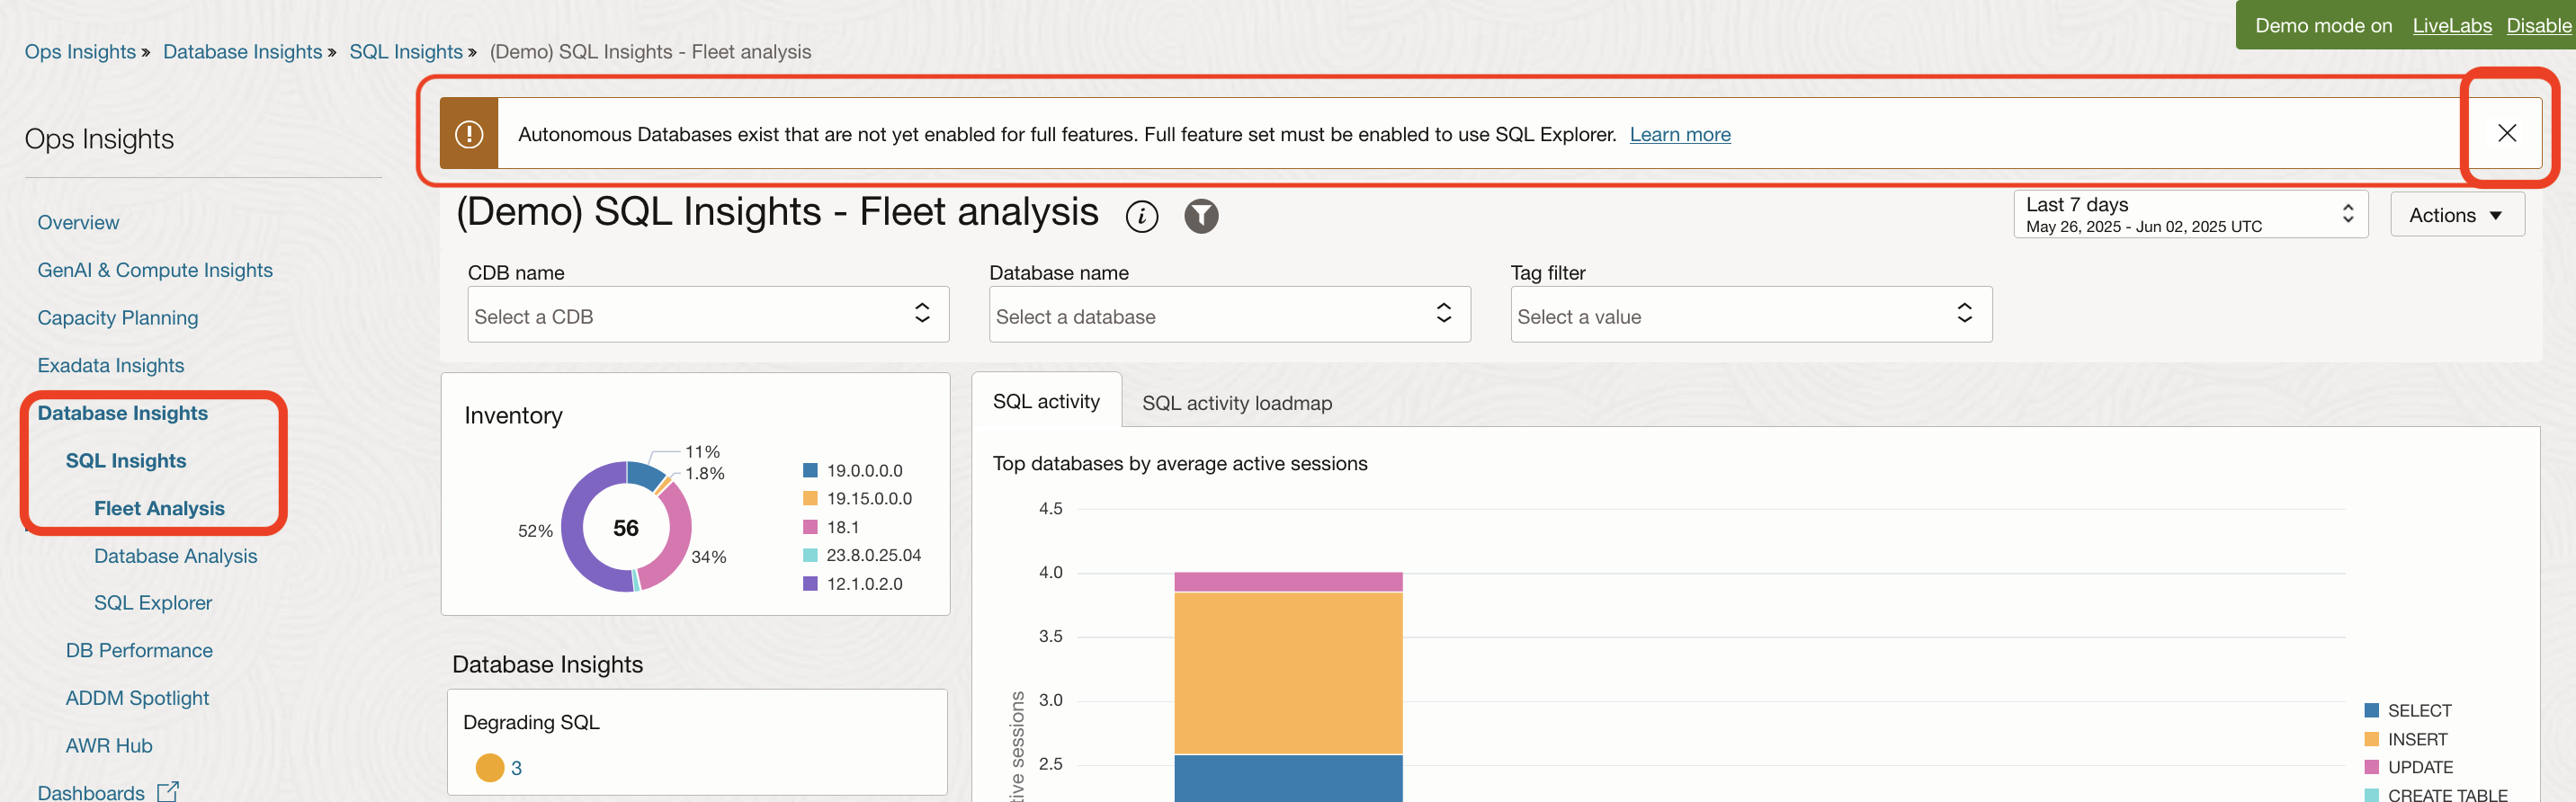 Demo mode on LiveLabs Disable
Ops Insights » Database Insights » SQL Insights » (Demo) SQL Insights - Fleet analysis
Autonomous Databases exist that are not yet enabled for full features. Full feature set must be enabled to use SQL Explorer. Learn more
Ops Insights
Overview
GenAI & Compute Insights
Capacity Planning
Exadata Insights
Database Insights
SQL Insights
Fleet Analysis
Database Analysis
SQL Explorer
DB Performance
ADDM Spotlight
AWR Hub
Dashboards
(Demo) SQL Insights - Fleet analysis
Last 7 days
May 26, 2025 - Jun 02, 2025 UTC
Actions
CDB name
Select a CDB
Database name
Select a database
Tag filter
Select a value
Inventory
11%
1.8%
52%
56
34%
19.0.0.0.0
19.15.0.0.0
18.1
23.8.0.25.04
12.1.0.2.0
Database Insights
Degrading SQL
3
SQL activity
SQL activity loadmap
Top databases by average active sessions
4.5
4.0
3.5
3.0
2.5
tive sessions
SELECT
INSERT
UPDATE
CREATE TABLE